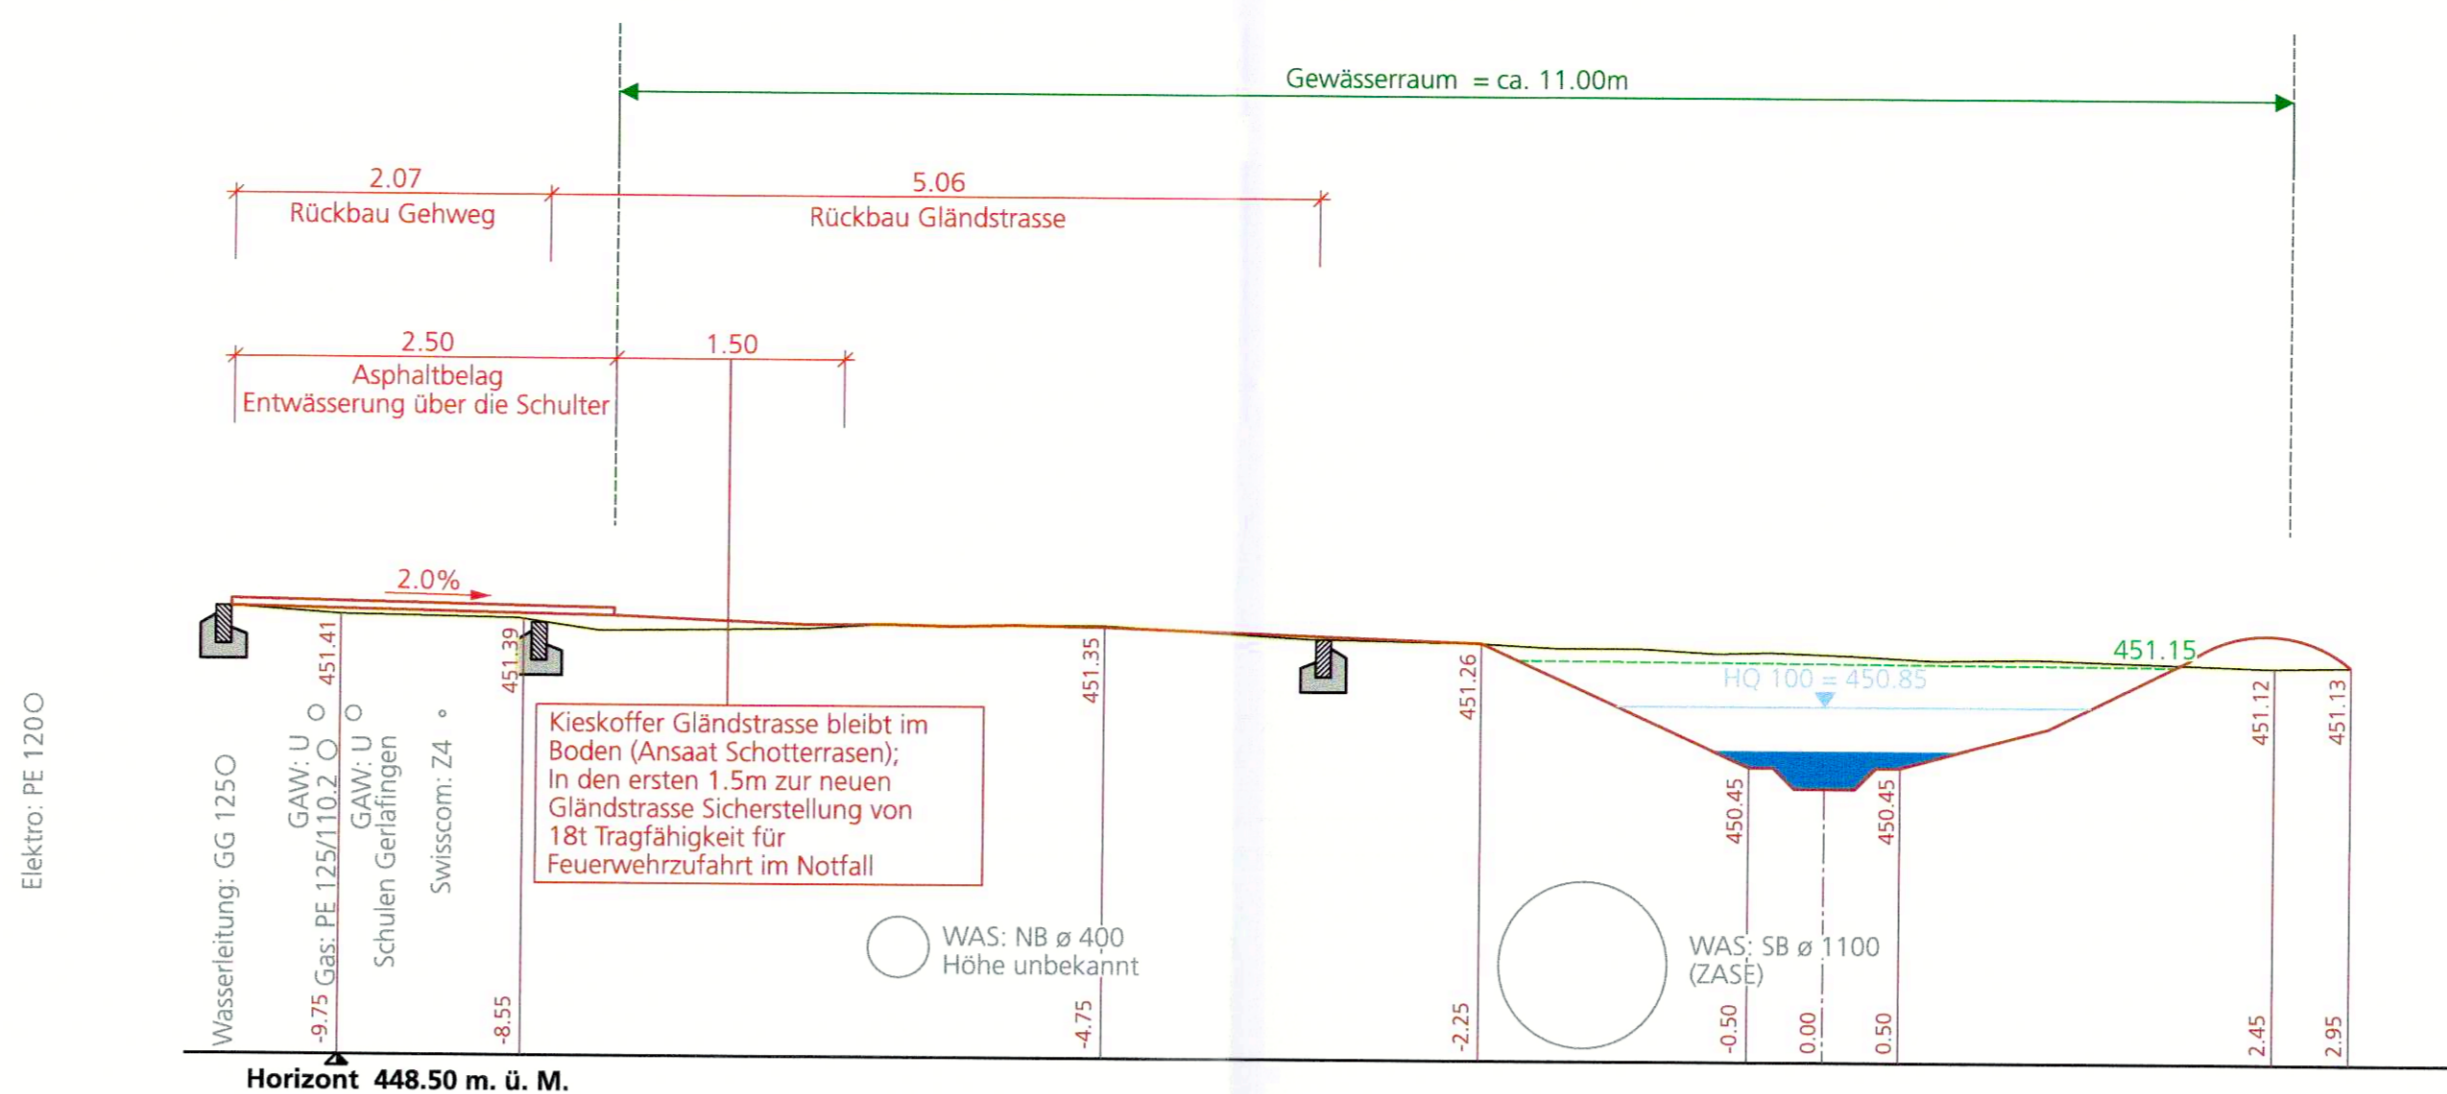 Gewässerraum = ca. 11.00m
2.07
5.06
Rückbau Gehweg
Rückbau Gländstrasse
2.50
1.50
Asphaltbelag
Entwässerung über die Schulter
2.0%
451.41
451.39
451.35
451.26
451.15
HQ 100 = 450.85
450.45
450.45
451.12
451.13
Kieskoffer Gländstrasse bleibt im
Boden (Ansaat Schotterrasen);
In den ersten 1.5m zur neuen
Gländstrasse Sicherstellung von
18t Tragfähigkeit für
Feuerwehrzufahrt im Notfall
Elektro: PE 120
Wasserleitung: GG 125
GAW: U
Gas: PE 125/110.2
GAW: U
Schulen Gerlafingen
Swisscom: Z4
WAS: NB ø 400
Höhe unbekannt
WAS: SB ø 1100
(ZASE)
-9.75
-8.55
-4.75
-2.25
-0.50
0.00
0.50
2.45
2.95
Horizont 448.50 m. ü. M.